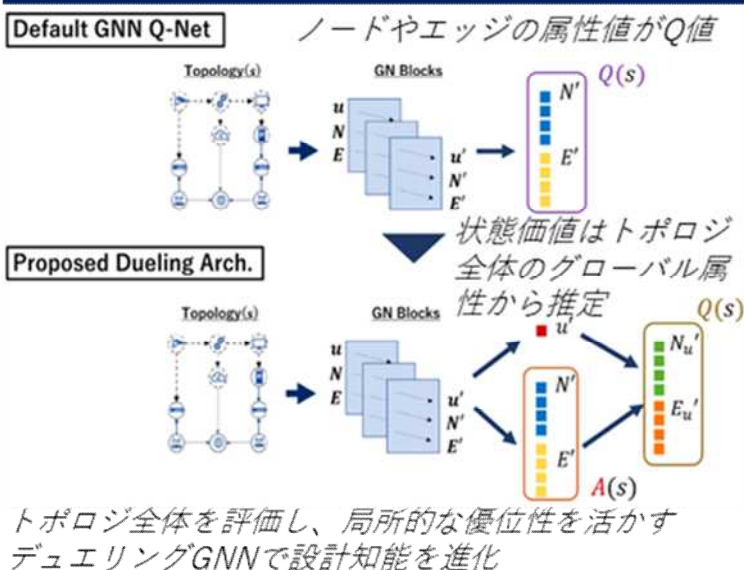 Default GNN Q-Net
ノードやエッジの属性値がQ値
Topology(s)
GN Blocks
Q(s)
u
N
E
u'
N'
E'
N'
E'
Proposed Dueling Arch.
状態価値はトポロジ
全体のグローバル属
性から推定
Topology(s)
GN Blocks
Q(s)
u
N
E
u'
N'
E'
u'
N'
E'
A(s)
Nu'
Eu'
トポロジ全体を評価し、局所的な優位性を活かす
デュエリングGNNで設計知能を進化